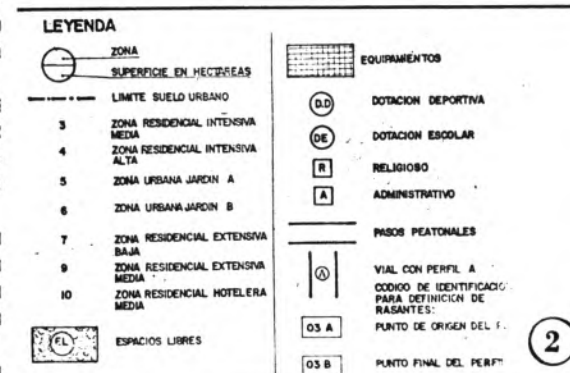 LEYENDA
ZONA
SUPERFICIE EN HECTAREAS
LIMITE SUELO URBANO
3 ZONA RESIDENCIAL INTENSIVA
MEDIA
4 ZONA RESIDENCIAL INTENSIVA
ALTA
5 ZONA URBANA JARDIN A
6 ZONA URBANA JARDIN B
7 ZONA RESIDENCIAL EXTENSIVA
BAJA
9 ZONA RESIDENCIAL EXTENSIVA
MEDIA
10 ZONA RESIDENCIAL HOTELERA
MEDIA
E.L ESPACIOS LIBRES
EQUIPAMIENTOS
D.D DOTACION DEPORTIVA
DE DOTACION ESCOLAR
R RELIGIOSO
A ADMINISTRATIVO
PASOS PEATONALES
A VIAL CON PERFIL A
CODIGO DE IDENTIFICACIO
PARA DEFINICION DE
RASANTES:
03 A PUNTO DE ORIGEN DEL
03 B PUNTO FINAL DEL PERF
2